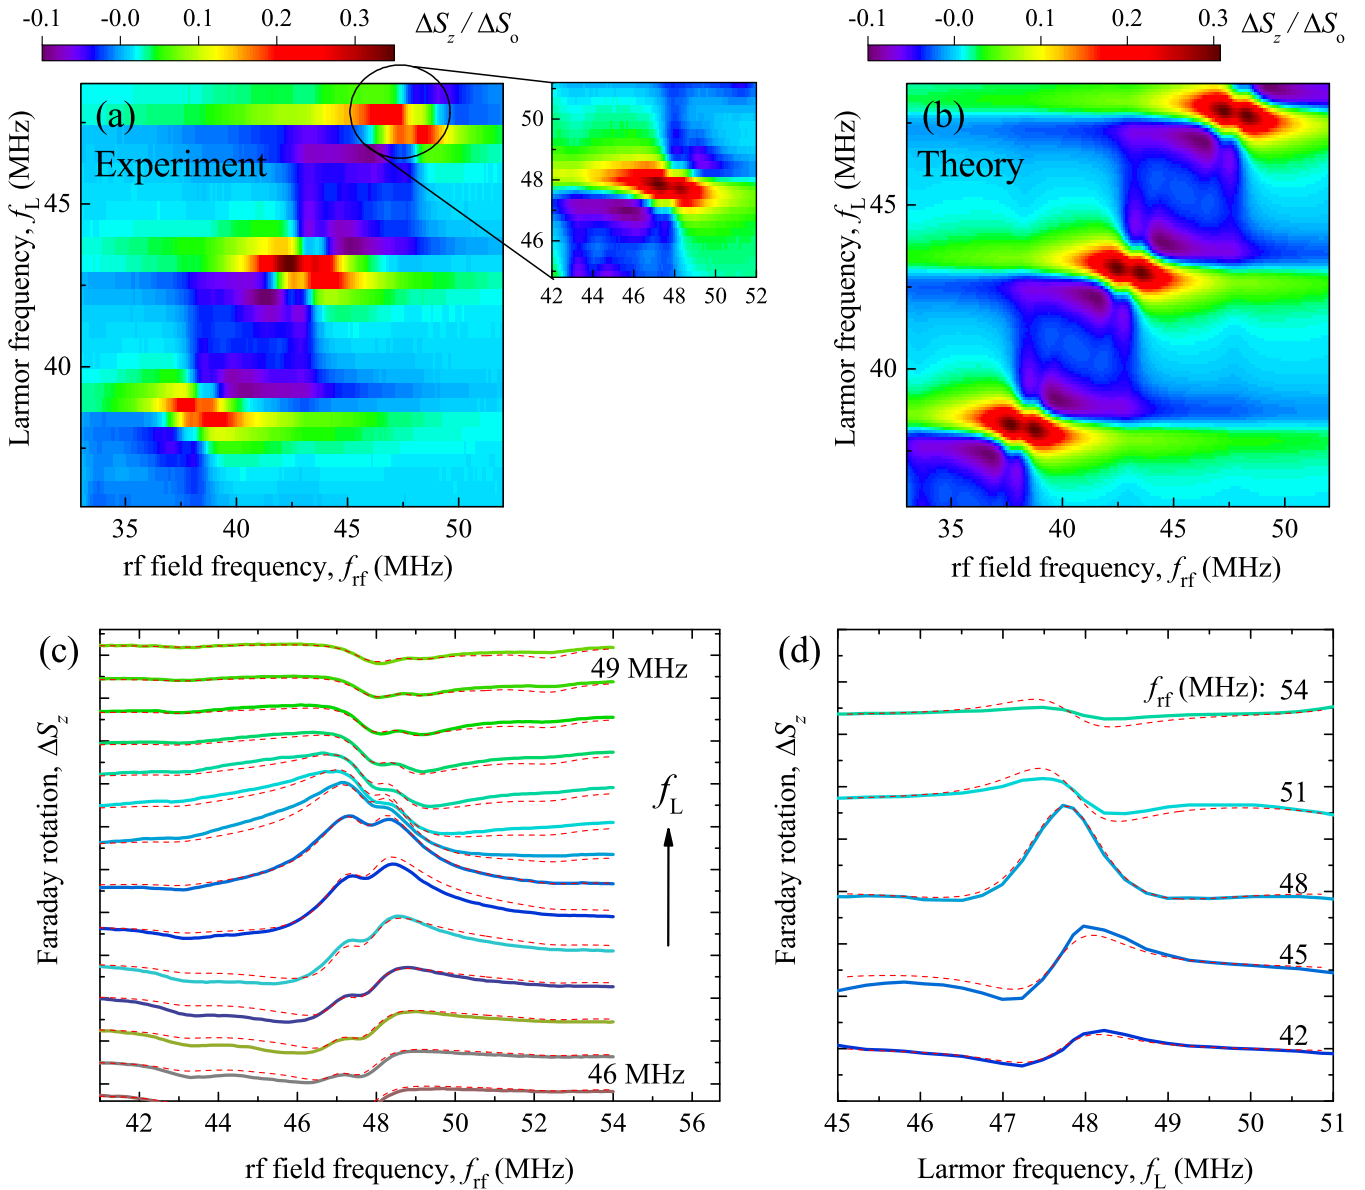 -0.1 -0.0 0.1 0.2 0.3 ΔSz / ΔSo
(a)
Experiment
Larmor frequency, fL (MHz)
45
40
35 40 45 50
rf field frequency, frf (MHz)
50
48
46
42 44 46 48 50 52
-0.1 -0.0 0.1 0.2 0.3 ΔSz / ΔSo
(b)
Theory
Larmor frequency, fL (MHz)
45
40
35 40 45 50
rf field frequency, frf (MHz)
(c)
49 MHz
fL
46 MHz
Faraday rotation, ΔSz
42 44 46 48 50 52 54 56
rf field frequency, frf (MHz)
(d)
frf (MHz): 54
51
48
45
42
Faraday rotation, ΔSz
45 46 47 48 49 50 51
Larmor frequency, fL (MHz)